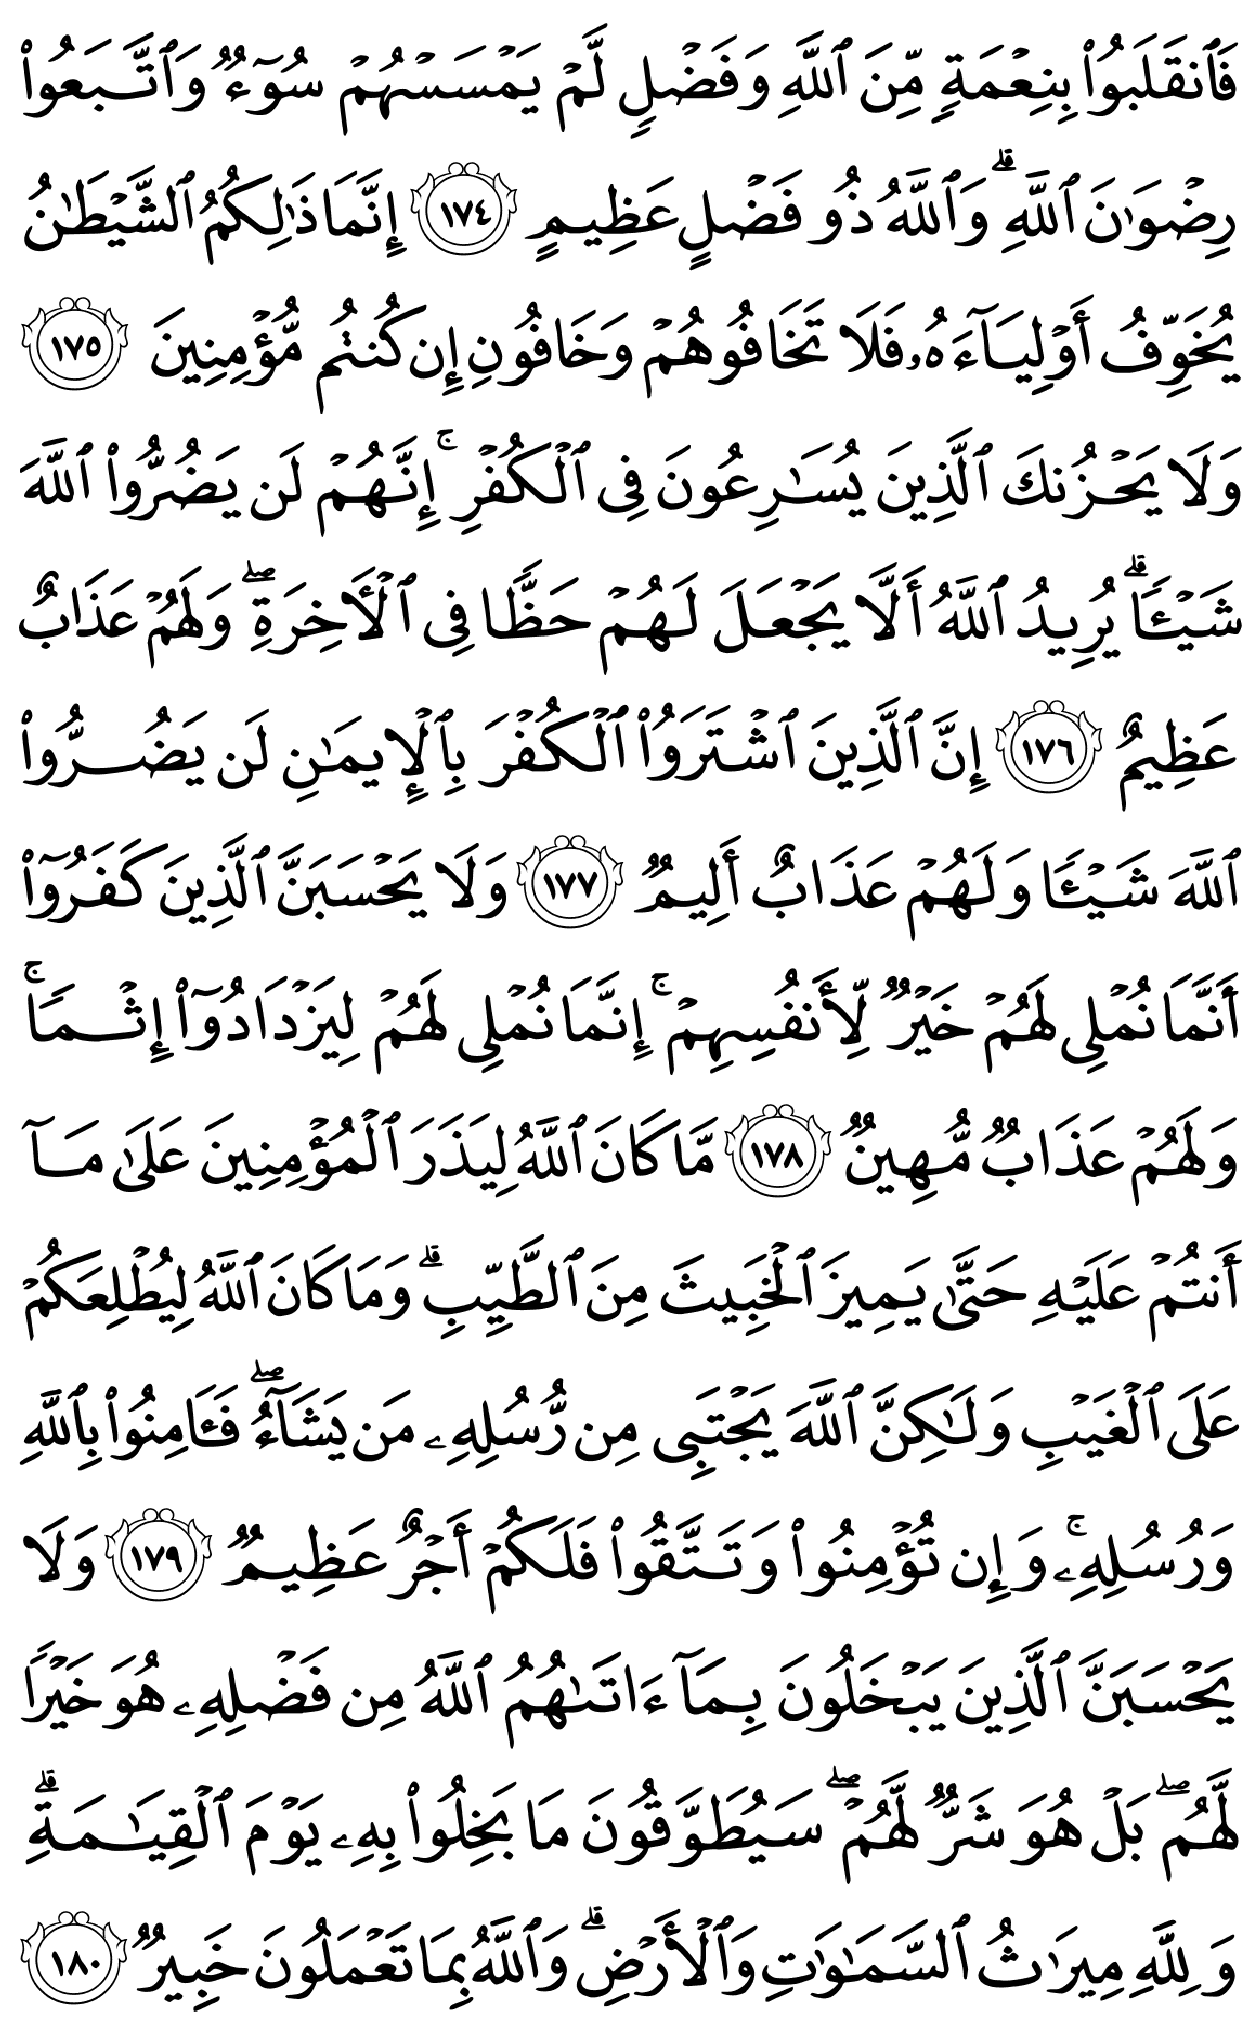 فَٱنقَلَبُوا۟ بِنِعْمَةٍ مِّنَ ٱللَّهِ وَفَضْلٍ لَّمْ يَمْسَسْهُمْ سُوٓءٌ وَٱتَّبَعُوا۟
رِضْوَٰنَ ٱللَّهِ ۗ وَٱللَّهُ ذُو فَضْلٍ عَظِيمٍ ١٧٤ إِنَّمَا ذَٰلِكُمُ ٱلشَّيْطَٰنُ
يُخَوِّفُ أَوْلِيَآءَهُۥ فَلَا تَخَافُوهُمْ وَخَافُونِ إِن كُنتُم مُّؤْمِنِينَ ١٧٥
وَلَا يَحْزُنكَ ٱلَّذِينَ يُسَٰرِعُونَ فِى ٱلْكُفْرِ ۚ إِنَّهُمْ لَن يَضُرُّوا۟ ٱللَّهَ
شَيْـًٔا ۗ يُرِيدُ ٱللَّهُ أَلَّا يَجْعَلَ لَهُمْ حَظًّا فِى ٱلْـَٔاخِرَةِ ۖ وَلَهُمْ عَذَابٌ
عَظِيمٌ ١٧٦ إِنَّ ٱلَّذِينَ ٱشْتَرَوُا۟ ٱلْكُفْرَ بِٱلْإِيمَٰنِ لَن يَضُرُّوا۟
ٱللَّهَ شَيْـًٔا وَلَهُمْ عَذَابٌ أَلِيمٌ ١٧٧ وَلَا يَحْسَبَنَّ ٱلَّذِينَ كَفَرُوٓا۟
أَنَّمَا نُمْلِى لَهُمْ خَيْرٌ لِّأَنفُسِهِمْ ۚ إِنَّمَا نُمْلِى لَهُمْ لِيَزْدَادُوٓا۟ إِثْمًا ۚ
وَلَهُمْ عَذَابٌ مُّهِينٌ ١٧٨ مَّا كَانَ ٱللَّهُ لِيَذَرَ ٱلْمُؤْمِنِينَ عَلَىٰ مَآ
أَنتُمْ عَلَيْهِ حَتَّىٰ يَمِيزَ ٱلْخَبِيثَ مِنَ ٱلطَّيِّبِ ۗ وَمَا كَانَ ٱللَّهُ لِيُطْلِعَكُمْ
عَلَى ٱلْغَيْبِ وَلَٰكِنَّ ٱللَّهَ يَجْتَبِى مِن رُّسُلِهِۦ مَن يَشَآءُ ۖ فَـَٔامِنُوا۟ بِٱللَّهِ
وَرُسُلِهِۦ ۚ وَإِن تُؤْمِنُوا۟ وَتَتَّقُوا۟ فَلَكُمْ أَجْرٌ عَظِيمٌ ١٧٩ وَلَا
يَحْسَبَنَّ ٱلَّذِينَ يَبْخَلُونَ بِمَآ ءَاتَىٰهُمُ ٱللَّهُ مِن فَضْلِهِۦ هُوَ خَيْرًا
لَّهُم ۖ بَلْ هُوَ شَرٌّ لَّهُمْ ۖ سَيُطَوَّقُونَ مَا بَخِلُوا۟ بِهِۦ يَوْمَ ٱلْقِيَٰمَةِ ۗ
وَلِلَّهِ مِيرَٰثُ ٱلسَّمَٰوَٰتِ وَٱلْأَرْضِ ۗ وَٱللَّهُ بِمَا تَعْمَلُونَ خَبِيرٌ ١٨٠